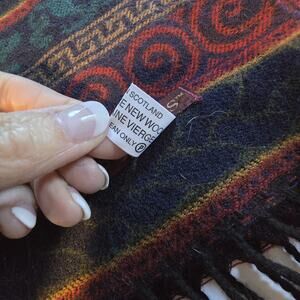 SCOTLAND
E NEW WOO
INE VIERGE
EAN ONLY P
S